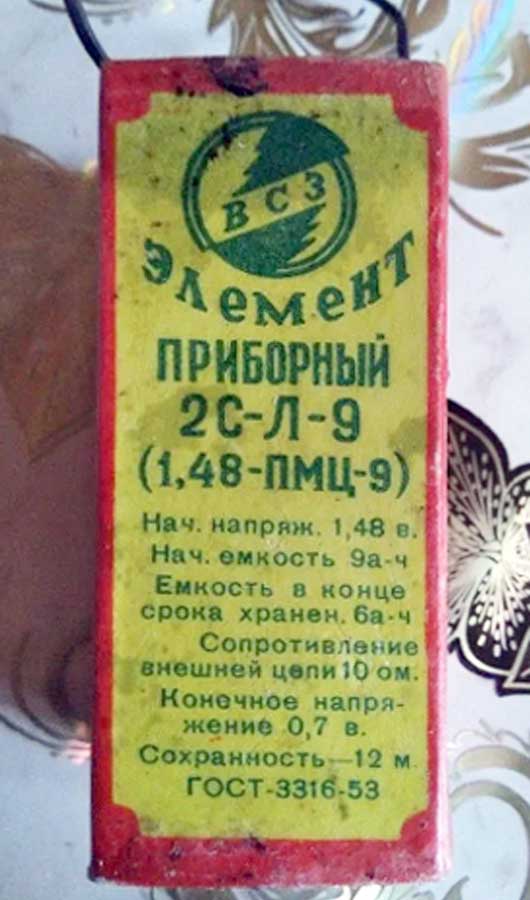 ВСЗ
ЭЛЕМЕНТ
ПРИБОРНЫЙ
2С-Л-9
(1,48-ПМЦ-9)
Нач. напряж. 1,48 в.
Нач. емкость 9а-ч
Емкость в конце
срока хранен. 6а-ч
Сопротивление
внешней цепи 10 ом.
Конечное напря-
жение 0,7 в.
Сохранность—12 м.
ГОСТ-3316-53